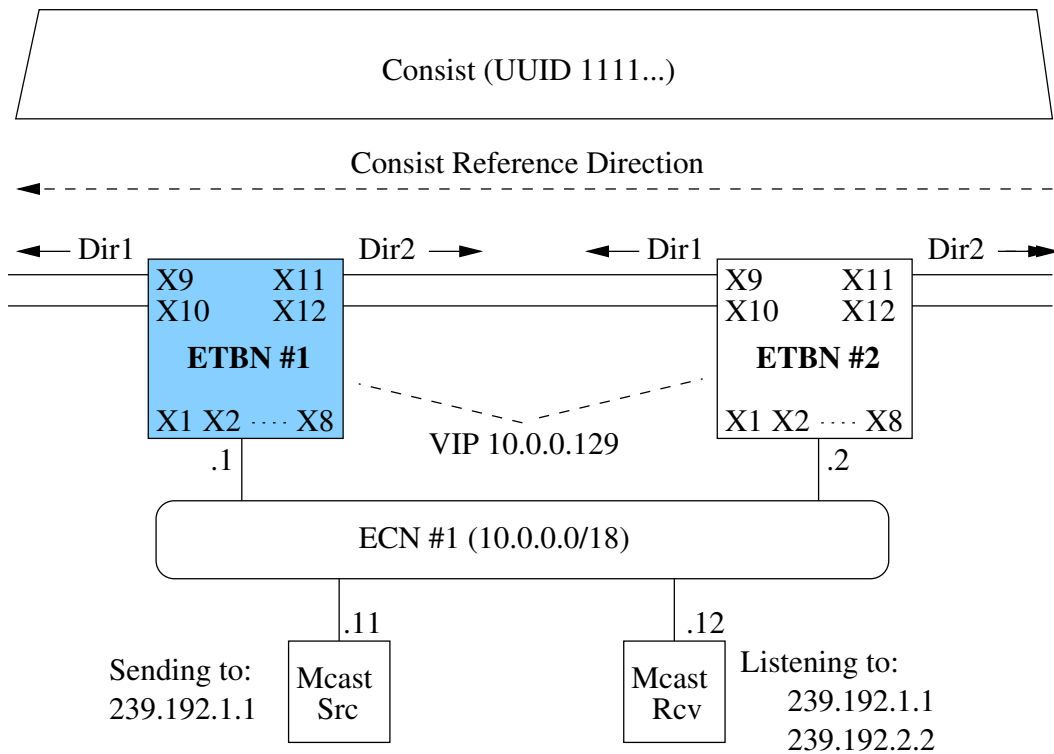 Consist (UUID 1111...)
Consist Reference Direction
Dir1 Dir2 Dir1 Dir2
X9 X11 X9 X11
X10 X12 X10 X12
ETBN #1 ETBN #2
X1 X2 ···· X8 X1 X2 ···· X8
VIP 10.0.0.129
.1 .2
ECN #1 (10.0.0.0/18)
.11 .12
Sending to:
239.192.1.1
Mcast
Src
Mcast
Rcv
Listening to:
239.192.1.1
239.192.2.2